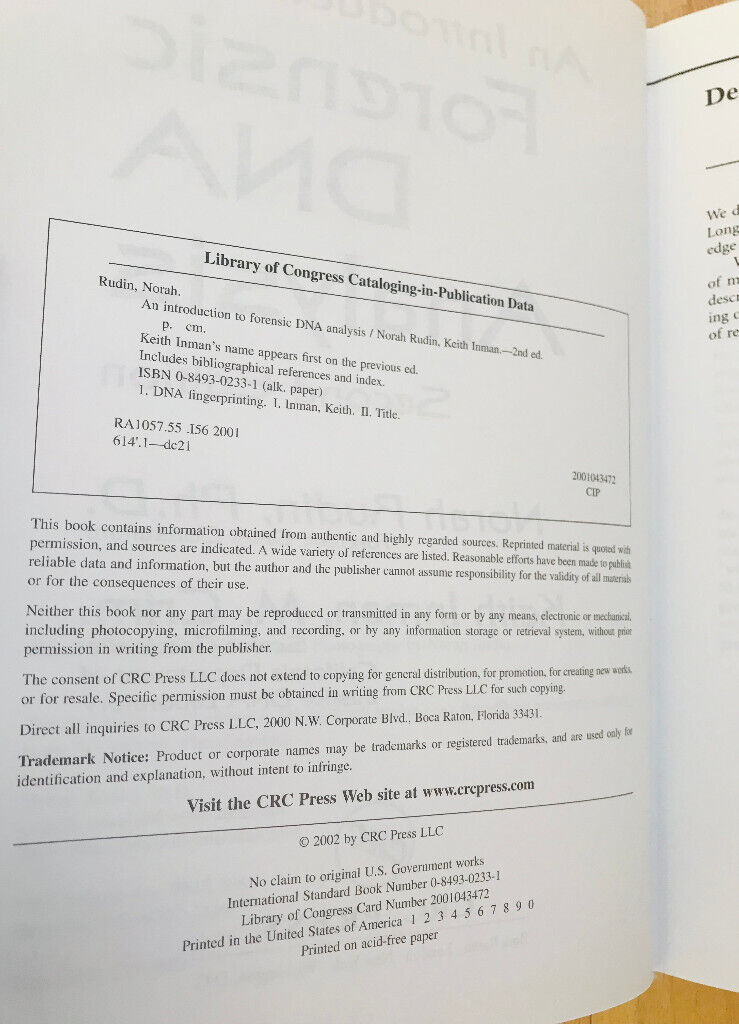 Library of Congress Cataloging-in-Publication Data
Rudin, Norah.
An introduction to forensic DNA analysis / Norah Rudin, Keith Inman.—2nd ed.
p. cm.
Keith Inman's name appears first on the previous ed.
Includes bibliographical references and index.
ISBN 0-8493-0233-1 (alk. paper)
1. DNA fingerprinting. I. Inman, Keith. II. Title.
RA1057.55 .I56 2001
614'.1—dc21
2001043472
CIP
This book contains information obtained from authentic and highly regarded sources. Reprinted material is quoted with
permission, and sources are indicated. A wide variety of references are listed. Reasonable efforts have been made to publish
reliable data and information, but the author and the publisher cannot assume responsibility for the validity of all materials
or for the consequences of their use.
Neither this book nor any part may be reproduced or transmitted in any form or by any means, electronic or mechanical,
including photocopying, microfilming, and recording, or by any information storage or retrieval system, without prior
permission in writing from the publisher.
The consent of CRC Press LLC does not extend to copying for general distribution, for promotion, for creating new works,
or for resale. Specific permission must be obtained in writing from CRC Press LLC for such copying.
Direct all inquiries to CRC Press LLC, 2000 N.W. Corporate Blvd., Boca Raton, Florida 33431.
Trademark Notice: Product or corporate names may be trademarks or registered trademarks, and are used only for
identification and explanation, without intent to infringe.
Visit the CRC Press Web site at www.crcpress.com
© 2002 by CRC Press LLC
No claim to original U.S. Government works
International Standard Book Number 0-8493-0233-1
Library of Congress Card Number 2001043472
Printed in the United States of America 1 2 3 4 5 6 7 8 9 0
Printed on acid-free paper
De
We d
Long
edge
of m
descr
ing c
of re